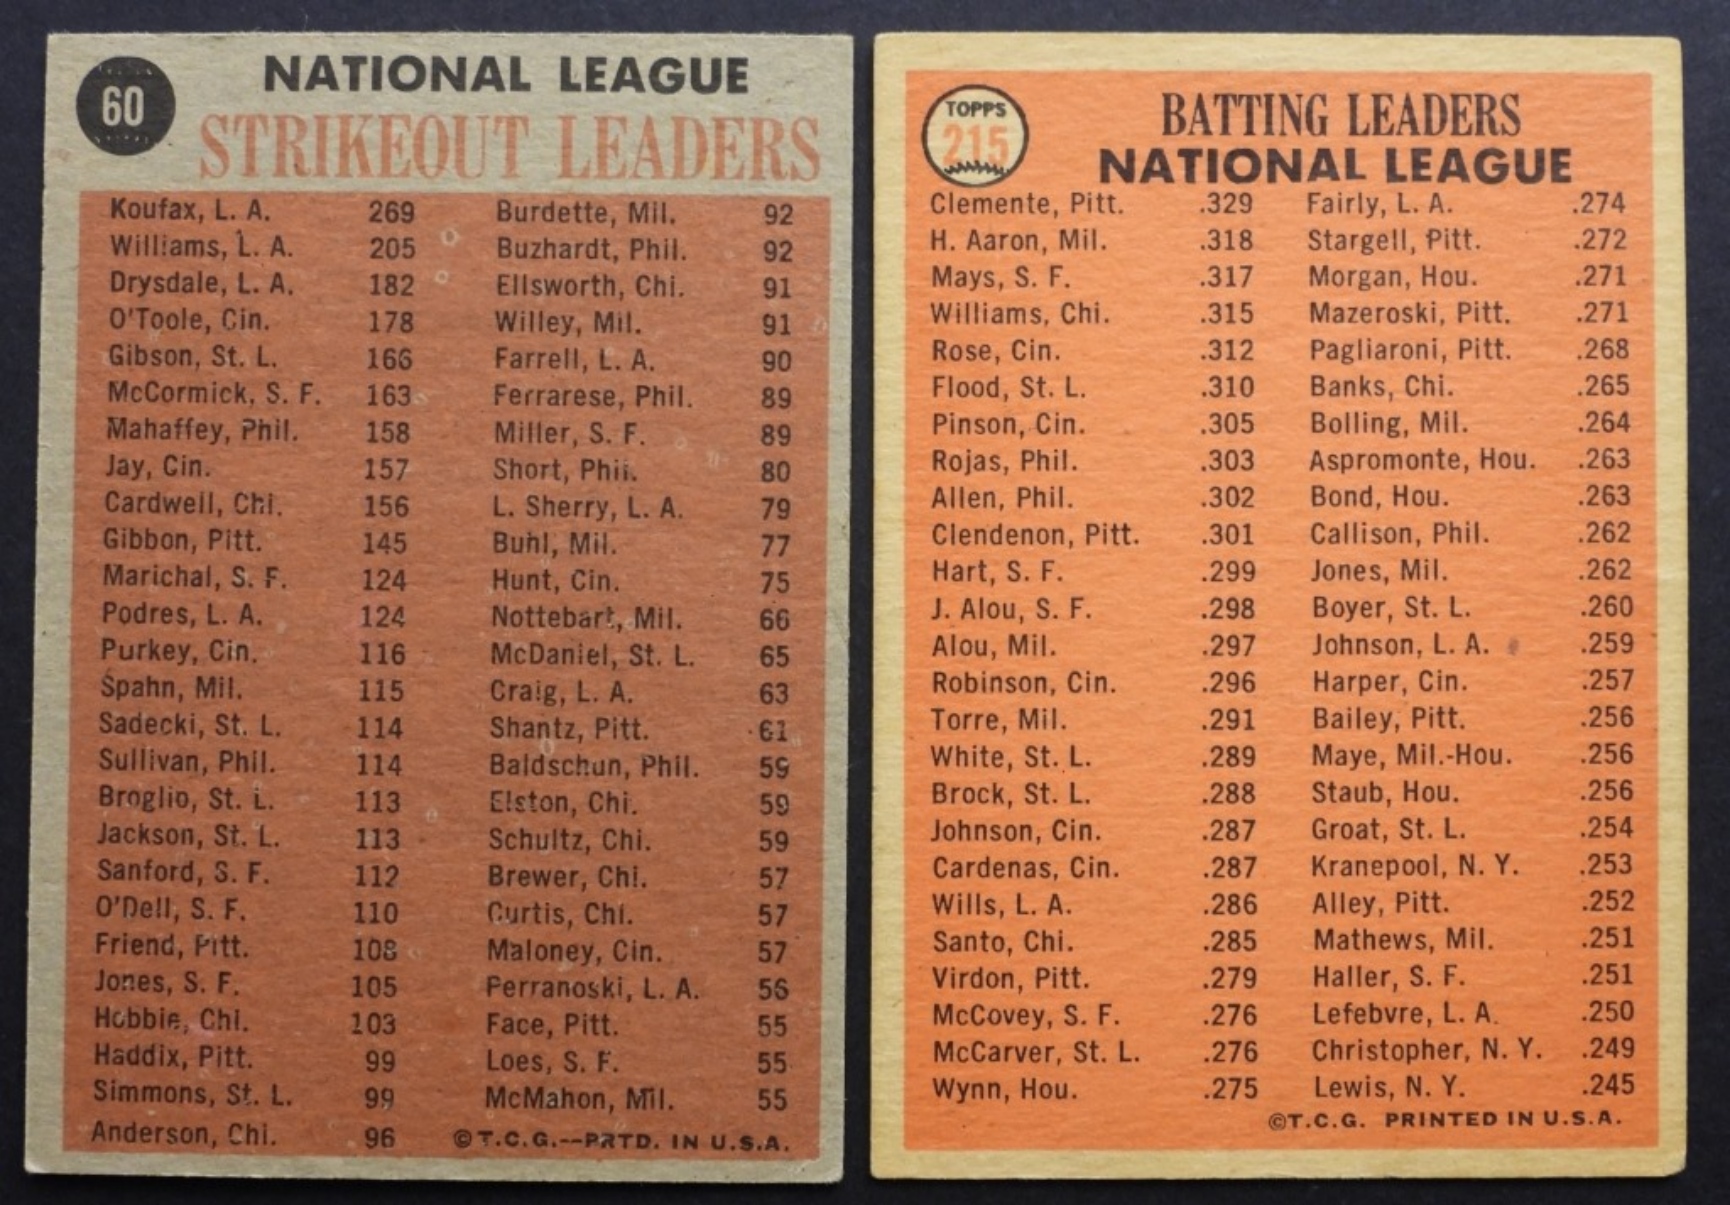 60
NATIONAL LEAGUE
STRIKEOUT LEADERS
Koufax, L. A. 269 Burdette, Mil. 92
Williams, L. A. 205 Buzhardt, Phil. 92
Drysdale, L. A. 182 Ellsworth, Chi. 91
O'Toole, Cin. 178 Willey, Mil. 91
Gibson, St. L. 166 Farrell, L. A. 90
McCormick, S. F. 163 Ferrarese, Phil. 89
Mahaffey, Phil. 158 Miller, S. F. 89
Jay, Cin. 157 Short, Phil. 80
Cardwell, Chi. 156 L. Sherry, L. A. 79
Gibbon, Pitt. 145 Buhl, Mil. 77
Marichal, S. F. 124 Hunt, Cin. 75
Podres, L. A. 124 Nottebart, Mil. 66
Purkey, Cin. 116 McDaniel, St. L. 65
Spahn, Mil. 115 Craig, L. A. 63
Sadecki, St. L. 114 Shantz, Pitt. 61
Sullivan, Phil. 114 Baldschun, Phil. 59
Broglio, St. L. 113 Elston, Chi. 59
Jackson, St. L. 113 Schultz, Chi. 59
Sanford, S. F. 112 Brewer, Chi. 57
O'Dell, S. F. 110 Curtis, Chi. 57
Friend, Pitt. 108 Maloney, Cin. 57
Jones, S. F. 105 Perranoski, L. A. 56
Hobbie, Chi. 103 Face, Pitt. 55
Haddix, Pitt. 99 Loes, S. F. 55
Simmons, St. L. 99 McMahon, Mil. 55
Anderson, Chi. 96 ©T.C.G.--PRTD. IN U.S.A.
TOPPS
215
BATTING LEADERS
NATIONAL LEAGUE
Clemente, Pitt. .329 Fairly, L. A. .274
H. Aaron, Mil. .318 Stargell, Pitt. .272
Mays, S. F. .317 Morgan, Hou. .271
Williams, Chi. .315 Mazeroski, Pitt. .271
Rose, Cin. .312 Pagliaroni, Pitt. .268
Flood, St. L. .310 Banks, Chi. .265
Pinson, Cin. .305 Bolling, Mil. .264
Rojas, Phil. .303 Aspromonte, Hou. .263
Allen, Phil. .302 Bond, Hou. .263
Clendenon, Pitt. .301 Callison, Phil. .262
Hart, S. F. .299 Jones, Mil. .262
J. Alou, S. F. .298 Boyer, St. L. .260
Alou, Mil. .297 Johnson, L. A. .259
Robinson, Cin. .296 Harper, Cin. .257
Torre, Mil. .291 Bailey, Pitt. .256
White, St. L. .289 Maye, Mil.-Hou. .256
Brock, St. L. .288 Staub, Hou. .256
Johnson, Cin. .287 Groat, St. L. .254
Cardenas, Cin. .287 Kranepool, N. Y. .253
Wills, L. A. .286 Alley, Pitt. .252
Santo, Chi. .285 Mathews, Mil. .251
Virdon, Pitt. .279 Haller, S. F. .251
McCovey, S. F. .276 Lefebvre, L. A. .250
McCarver, St. L. .276 Christopher, N. Y. .249
Wynn, Hou. .275 Lewis, N. Y. .245
©T.C.G. PRINTED IN U.S.A.